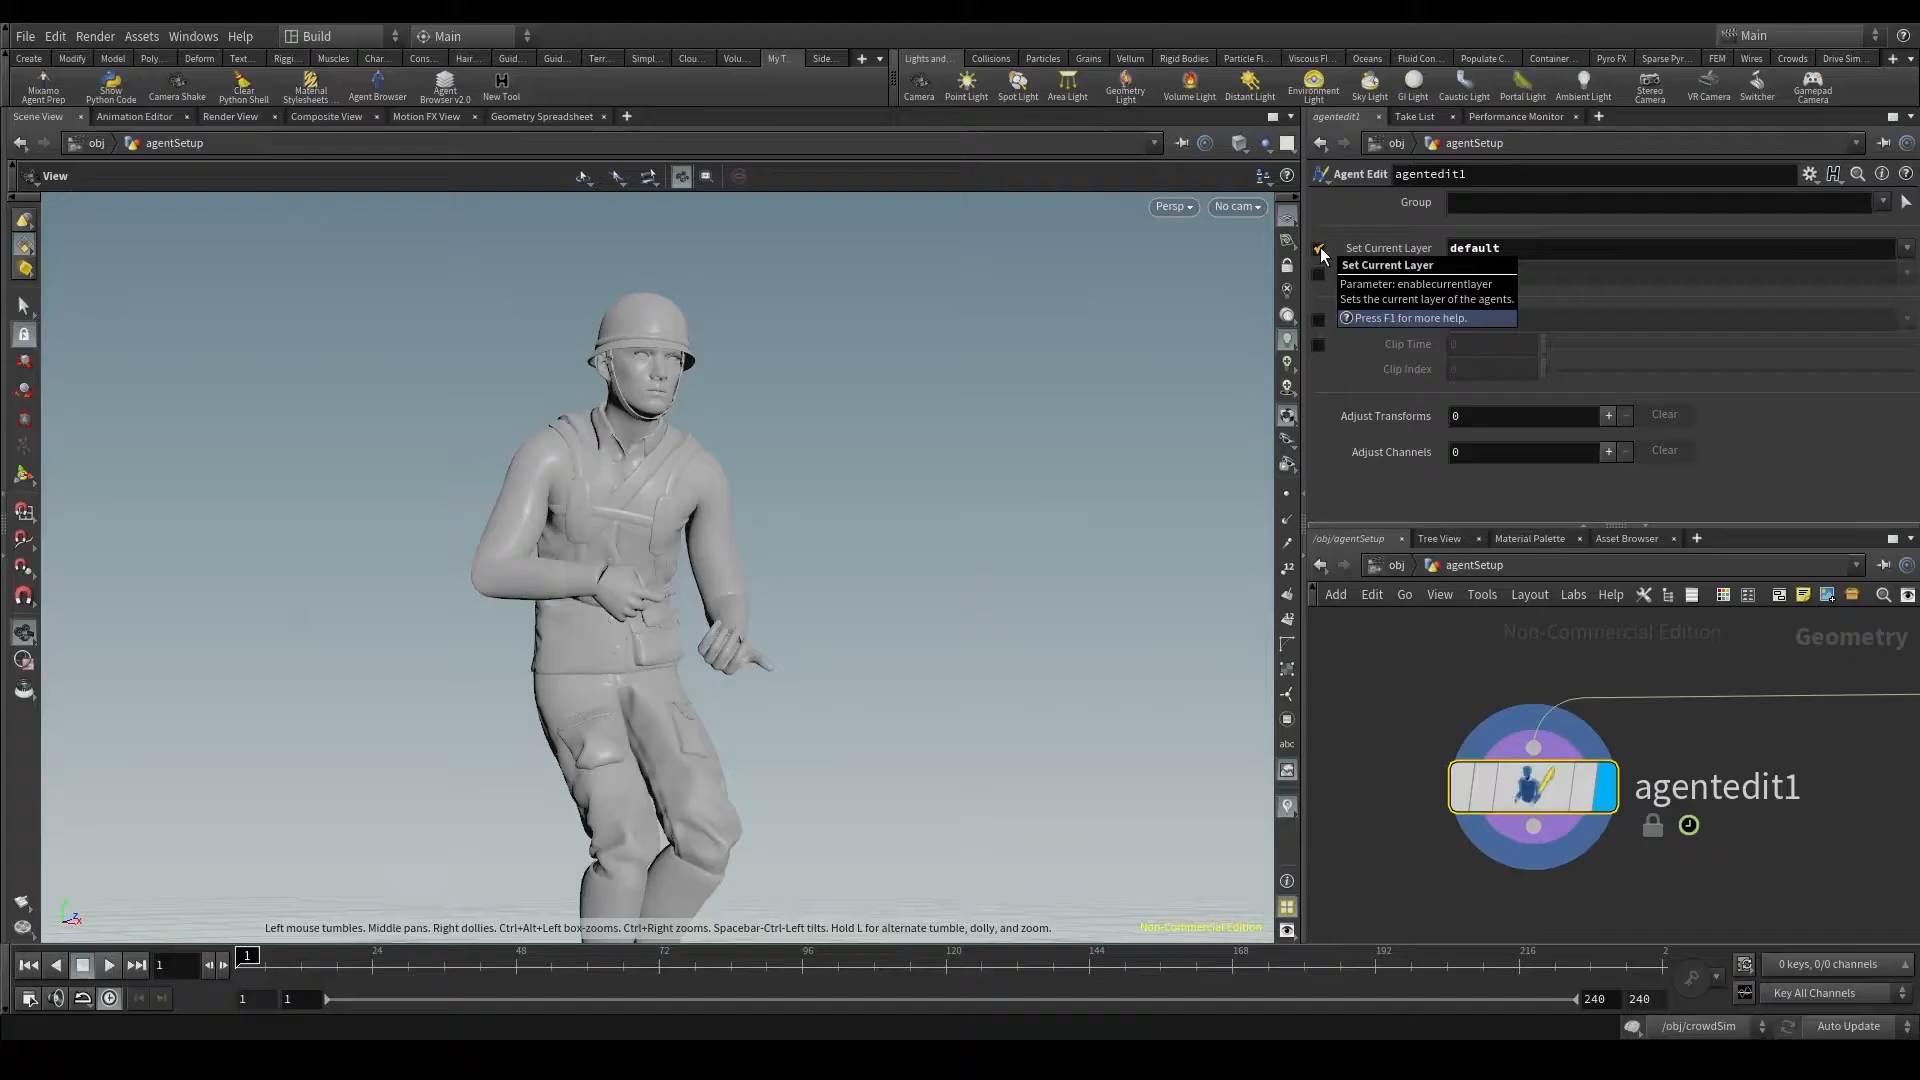 File Edit Render Assets Windows Help Build Main Main
Create Modify Model Poly... Deform Text... Riggi... Muscles Char... Cons... Hair... Guid... Guid... Terr... Simpl... Clou... Volu... My T... Side...
Lights and... Collisions Particles Grains Vellum Rigid Bodies Particle Fl... Viscous Fl... Oceans Fluid Con... Populate C... Container... Pyro FX Sparse Pyr... FEM Wires Crowds Drive Sim...
Mixamo Agent Prep
Show Python Code
Camera Shake
Clear Python Shell
Material Stylesheets...
Agent Browser
Agent Browser v2.0
New Tool
Camera
Point Light
Spot Light
Area Light
Geometry Light
Volume Light
Distant Light
Environment Light
Sky Light
GI Light
Caustic Light
Portal Light
Ambient Light
Stereo Camera
VR Camera
Switcher
Gamepad Camera
Scene View Animation Editor Render View Composite View Motion FX View Geometry Spreadsheet
obj agentSetup
View
Persp No cam
Left mouse tumbles. Middle pans. Right dollies. Ctrl+Alt+Left box-zooms. Ctrl+Right zooms. Spacebar-Ctrl-Left tilts. Hold L for alternate tumble, dolly, and zoom.
Non-Commercial Edition
12
12
abc
agentedit1 Take List Performance Monitor
obj agentSetup
Agent Edit agentedit1
Group
Set Current Layer default
Set Current Layer
Parameter: enablecurrentlayer
Sets the current layer of the agents.
Press F1 for more help.
Clip Time 0
Clip Index 0
Adjust Transforms 0 + - Clear
Adjust Channels 0 + - Clear
/obj/agentSetup Tree View Material Palette Asset Browser
obj agentSetup
Add Edit Go View Tools Layout Labs Help
Non-Commercial Edition Geometry
agentedit1
1 1 24 48 72 96 120 144 168 192 216 2
0 keys, 0/0 channels
1 1 240 240
Key All Channels
/obj/crowdSim Auto Update